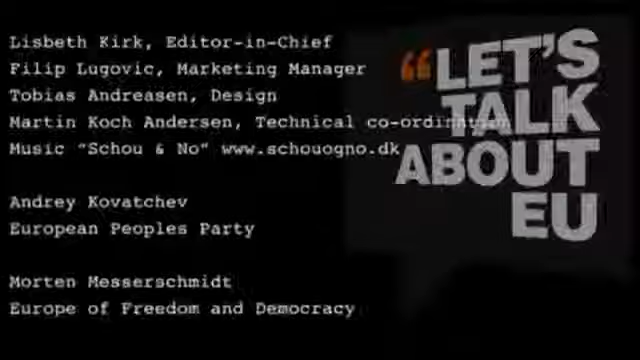 Lisbeth Kirk, Editor-in-Chief
Filip Lugovic, Marketing Manager
Tobias Andreasen, Design
Martin Koch Andersen, Technical co-ordination
Music "Schou & No" www.schouogno.dk
Andrey Kovatchev
European Peoples Party
Morten Messerschmidt
Europe of Freedom and Democracy
“LET'S
TALK
ABOUT
EU